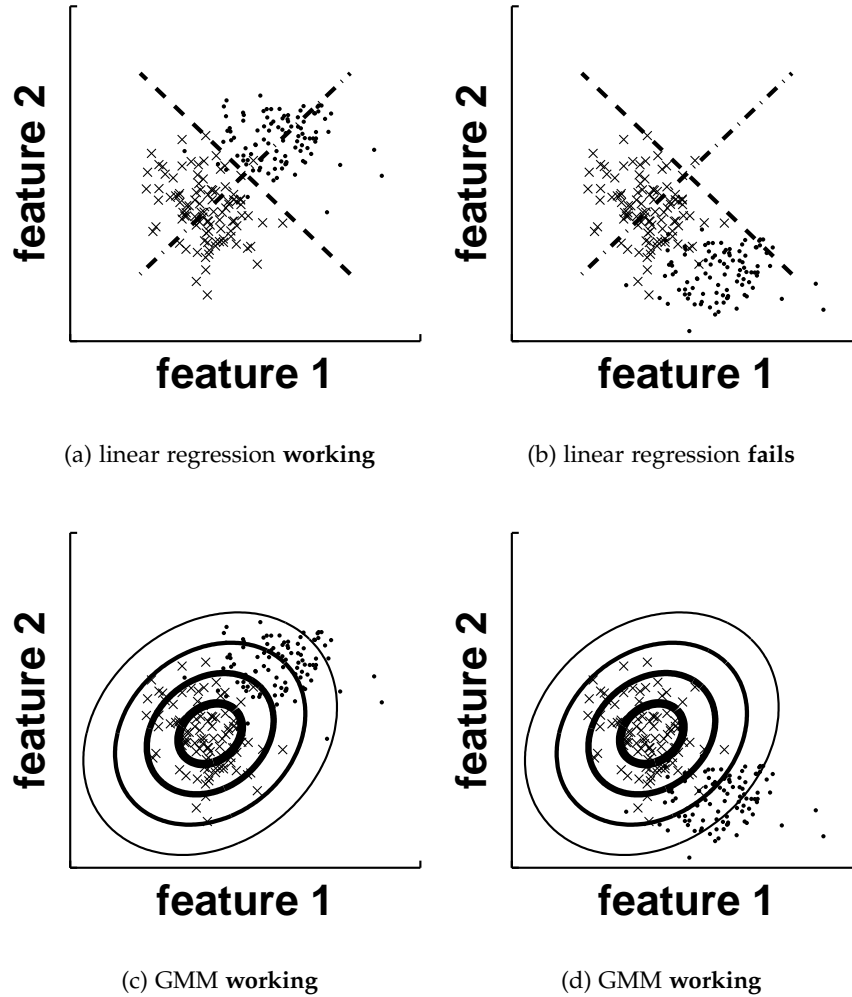 feature 2
feature 2
feature 1
feature 1
(a) linear regression working
(b) linear regression fails
feature 2
feature 2
feature 1
feature 1
(c) GMM working
(d) GMM working